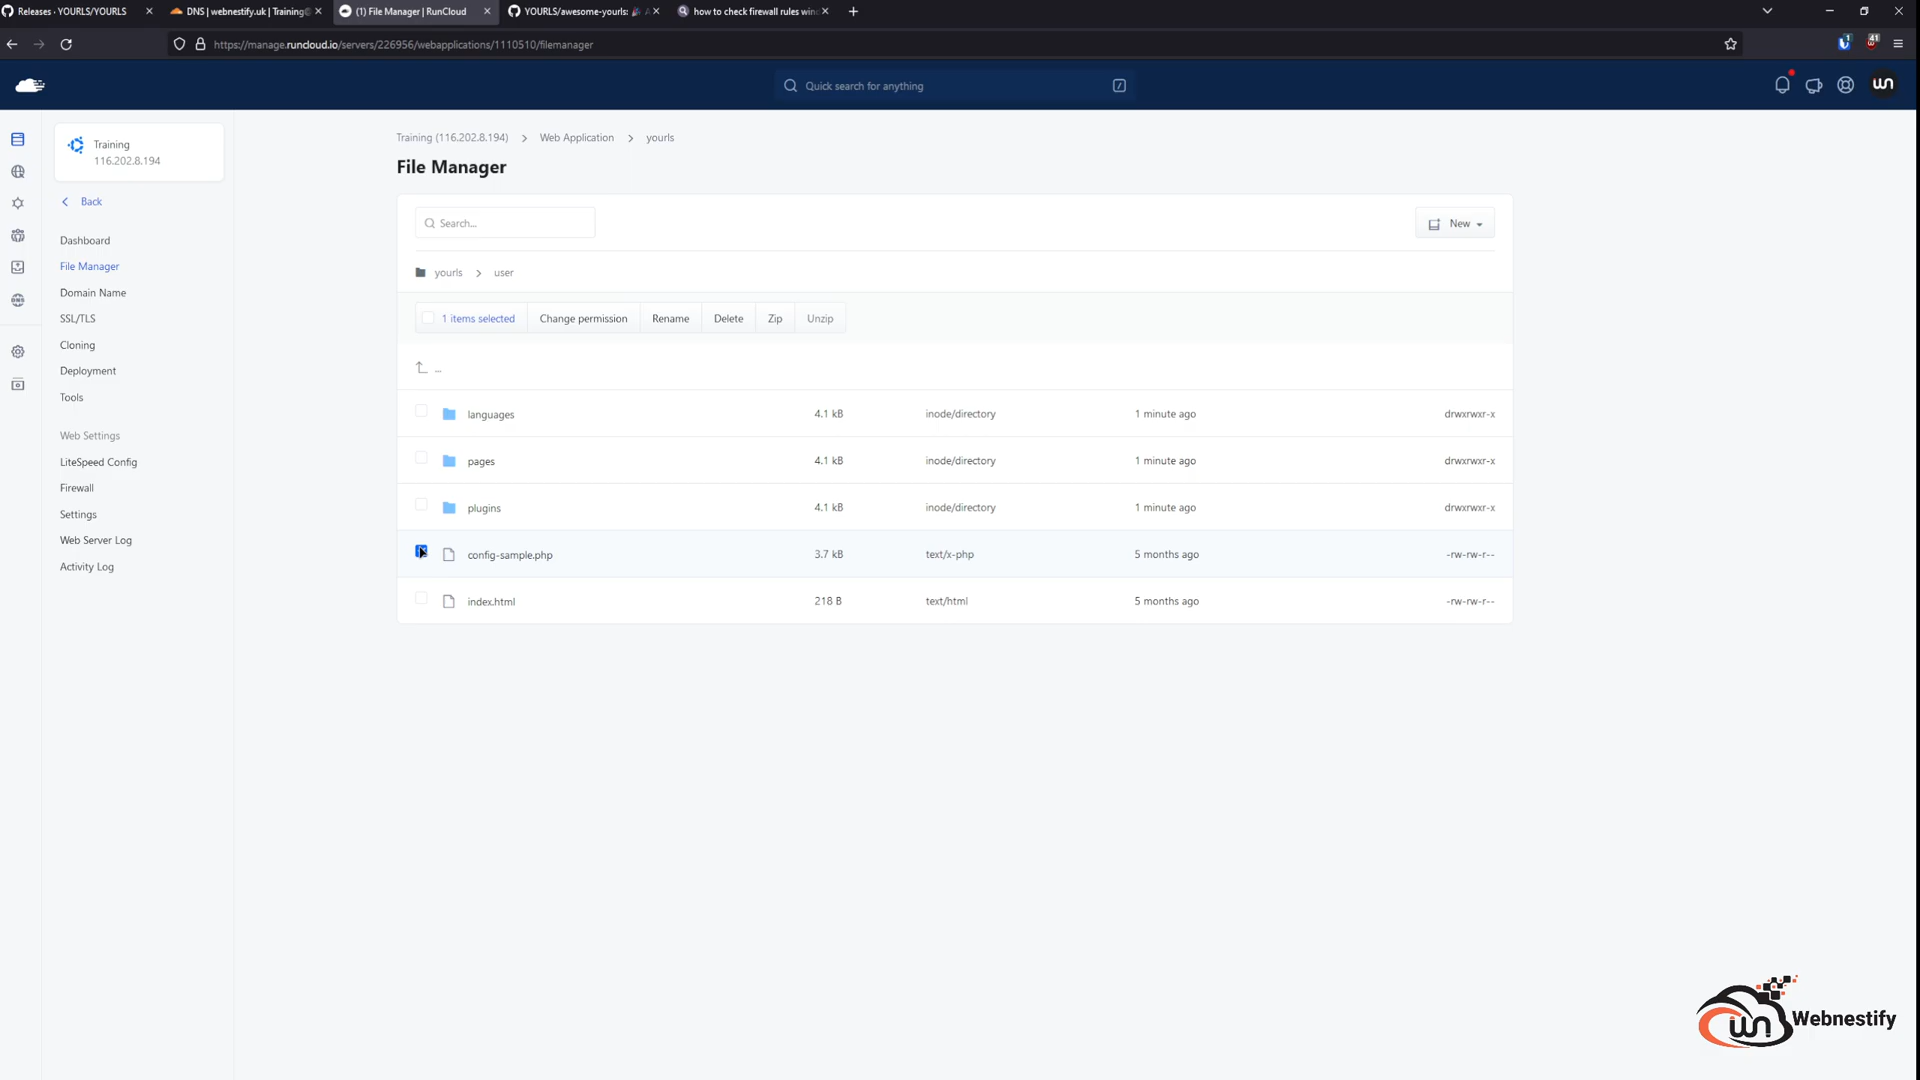 Releases · YOURLS/YOURLS
DNS | webnestify.uk | Training@
(1) File Manager | RunCloud
YOURLS/awesome-yourls: 🎉 A
how to check firewall rules win
https://manage.runcloud.io/servers/226956/webapplications/1110510/filemanager
1
41
Quick search for anything
/
wn
Training
116.202.8.194
Back
Dashboard
File Manager
Domain Name
SSL/TLS
Cloning
Deployment
Tools
Web Settings
LiteSpeed Config
Firewall
Settings
Web Server Log
Activity Log
Training (116.202.8.194) > Web Application > yourls
File Manager
Search...
New
yourls > user
1 items selected Change permission Rename Delete Zip Unzip
...
languages 4.1 kB inode/directory 1 minute ago drwxrwxr-x
pages 4.1 kB inode/directory 1 minute ago drwxrwxr-x
plugins 4.1 kB inode/directory 1 minute ago drwxrwxr-x
config-sample.php 3.7 kB text/x-php 5 months ago -rw-rw-r--
index.html 218 B text/html 5 months ago -rw-rw-r--
wn Webnestify